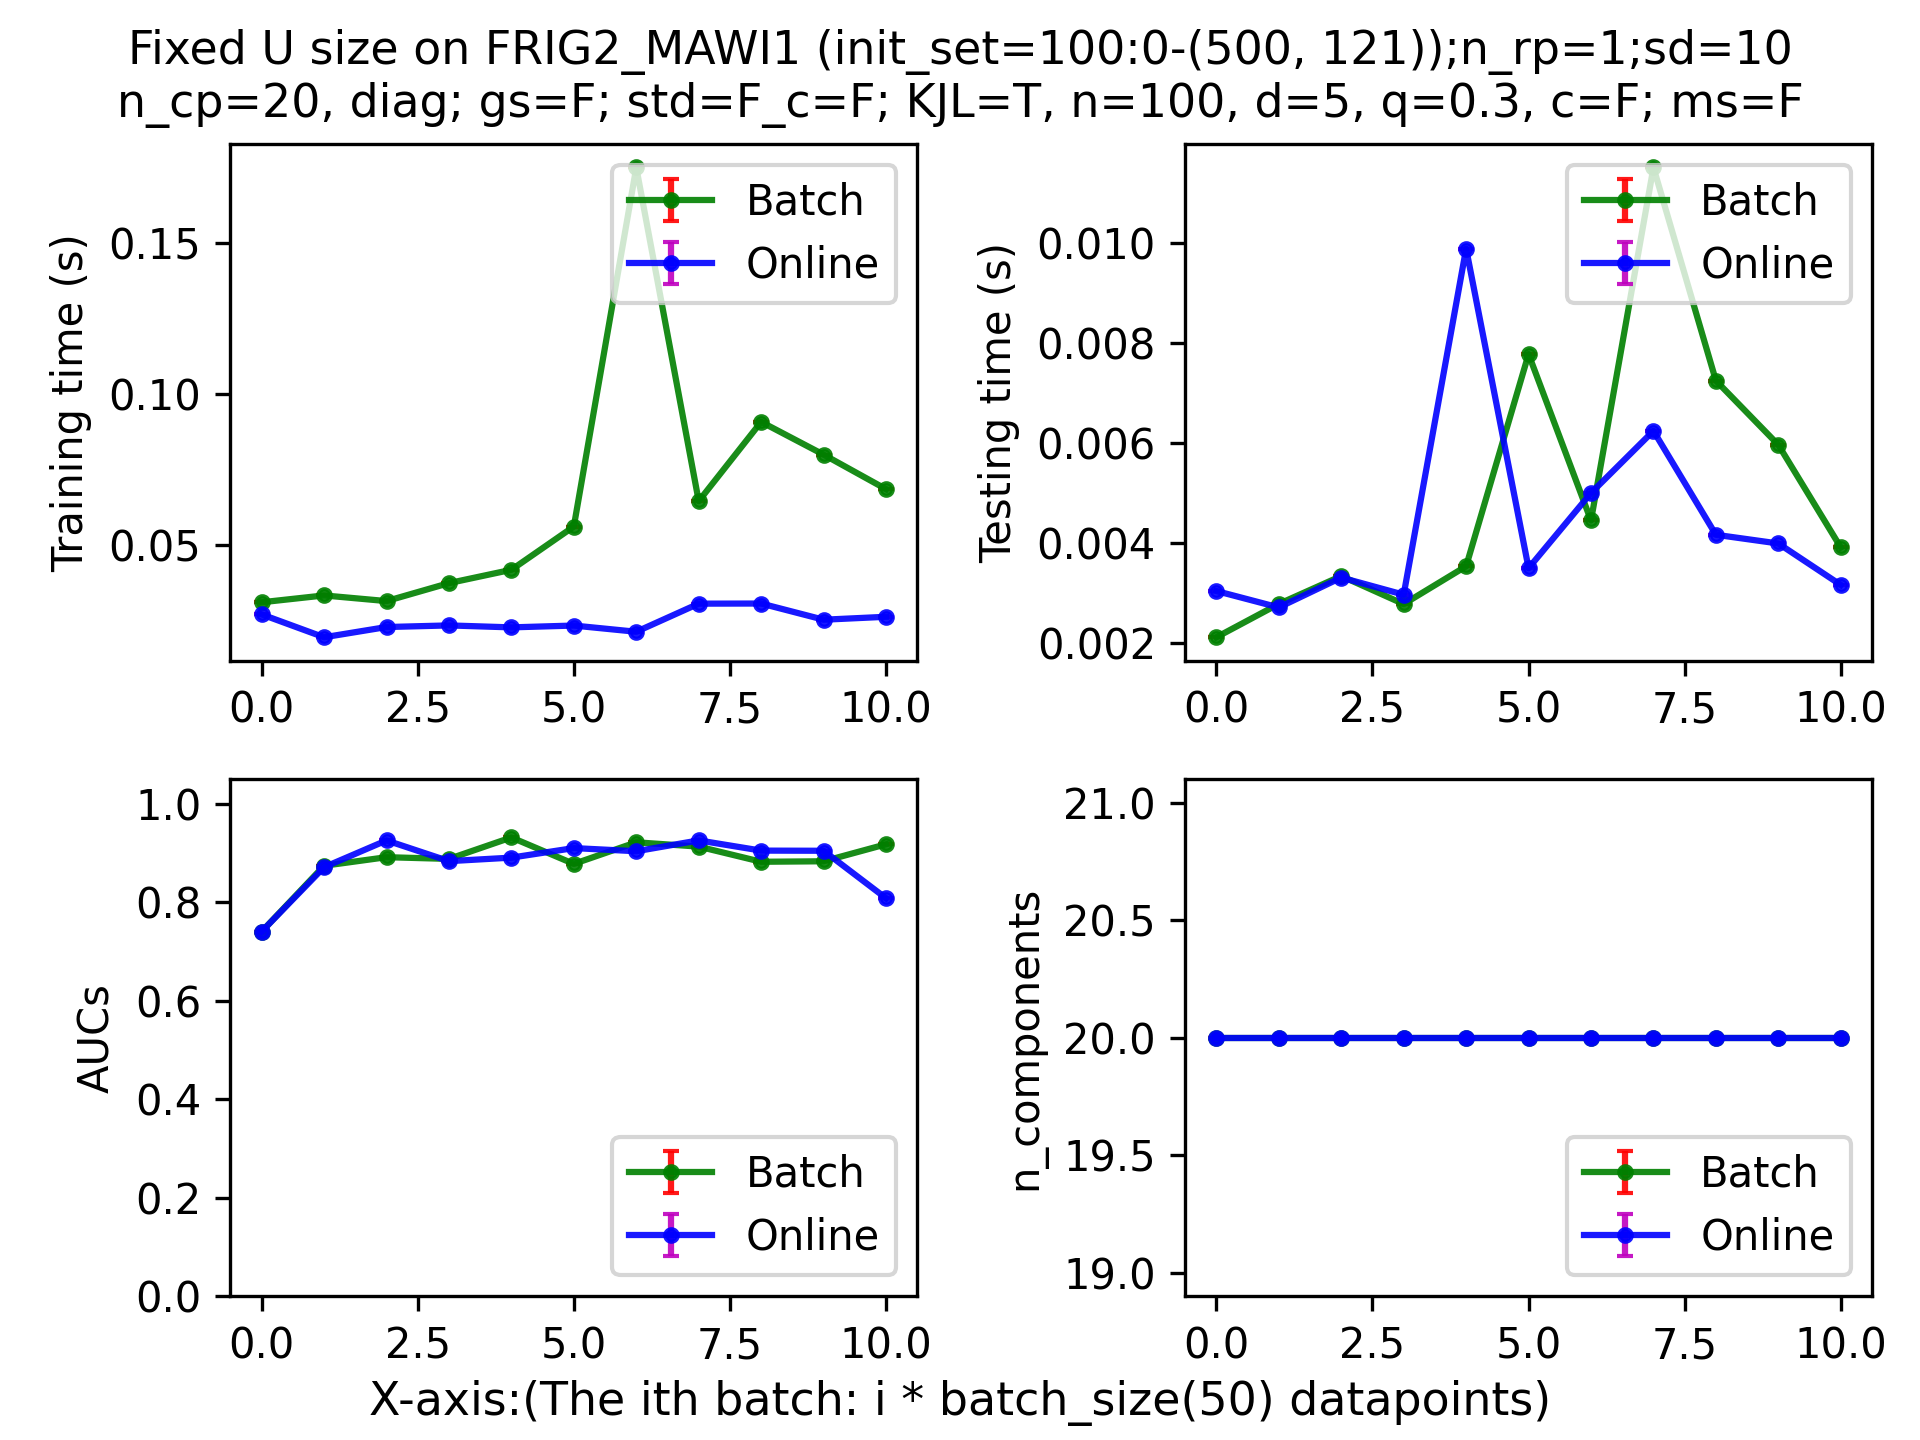 Fixed U size on FRIG2_MAWI1 (init_set=100:0-(500, 121));n_rp=1;sd=10
n_cp=20, diag; gs=F; std=F_c=F; KJL=T, n=100, d=5, q=0.3, c=F; ms=F
Training time (s)
0.15
0.10
0.05
Batch
Online
0.0 2.5 5.0 7.5 10.0
Testing time (s)
0.010
0.008
0.006
0.004
0.002
Batch
Online
0.0 2.5 5.0 7.5 10.0
AUCs
1.0
0.8
0.6
0.4
0.2
0.0
Batch
Online
0.0 2.5 5.0 7.5 10.0
n_components
21.0
20.5
20.0
19.5
19.0
Batch
Online
0.0 2.5 5.0 7.5 10.0
X-axis:(The ith batch: i * batch_size(50) datapoints)